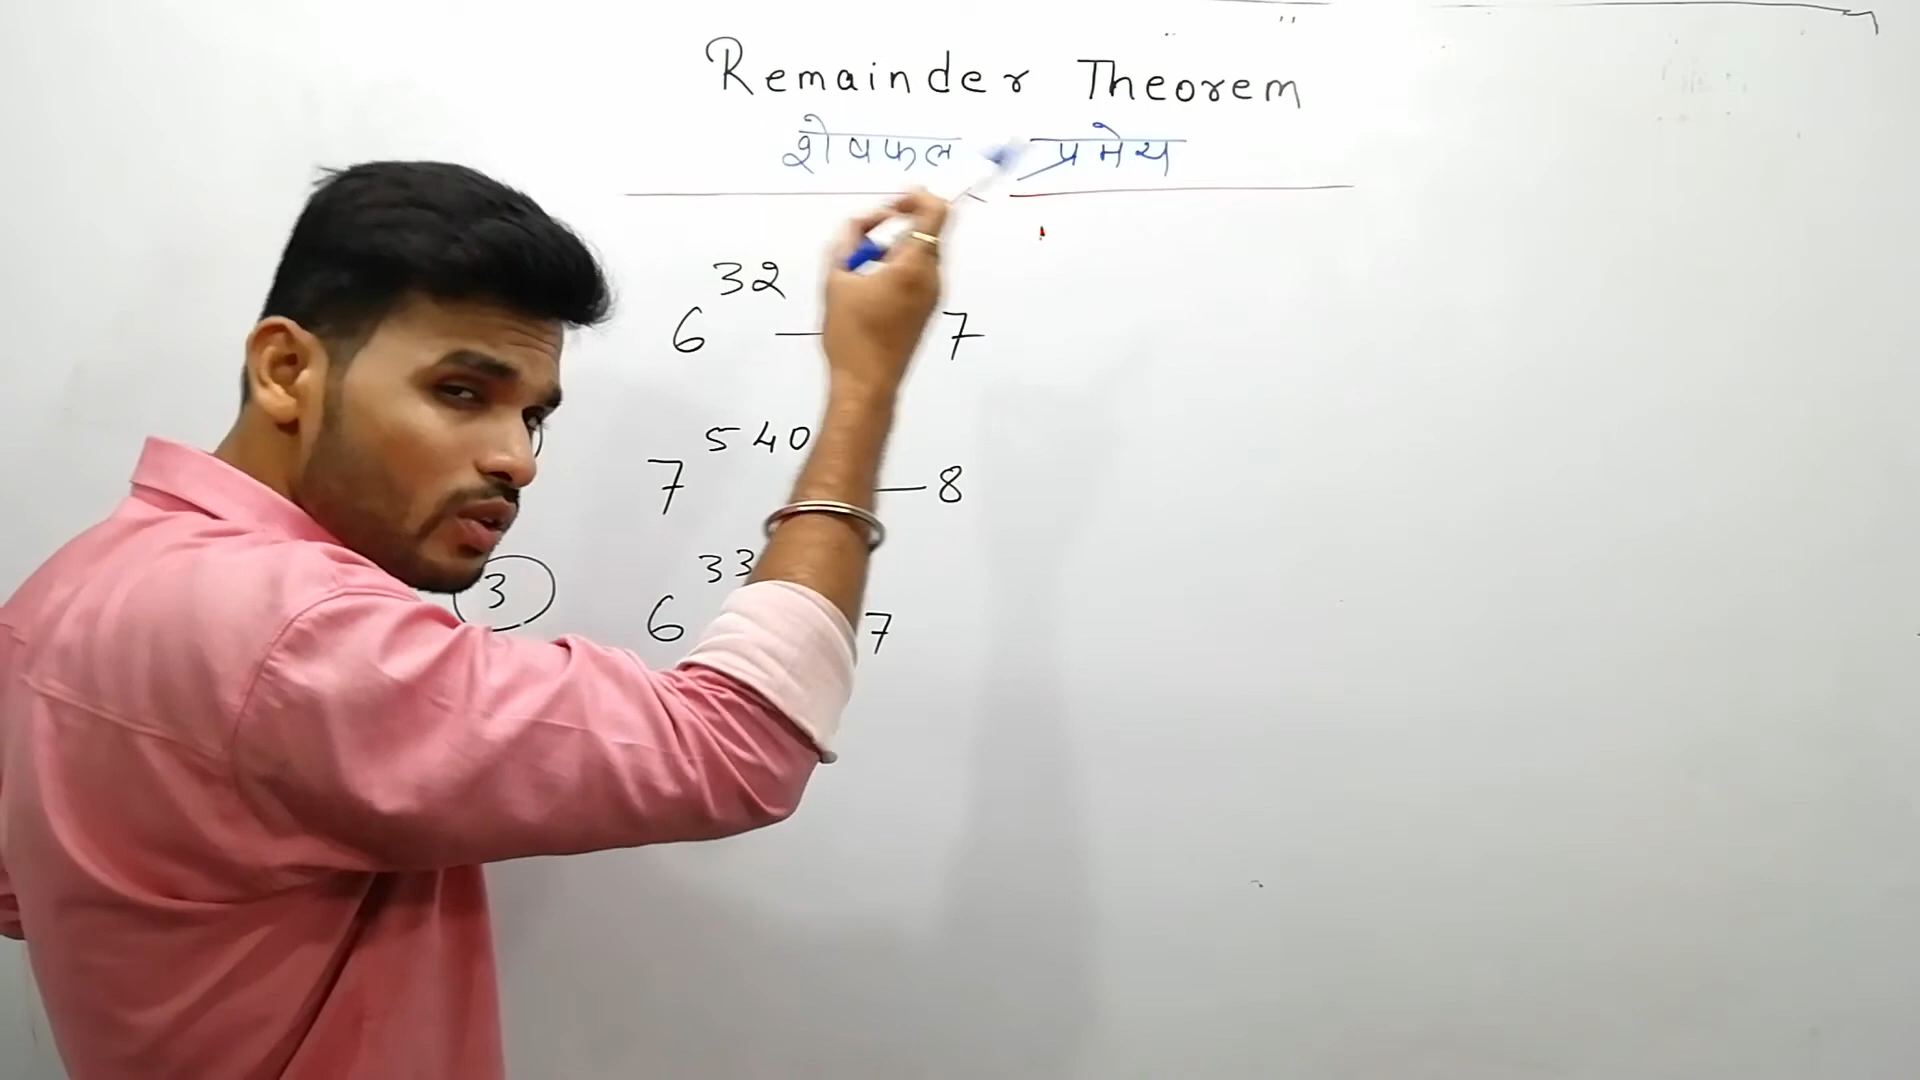 Remainder Theorem
शेषफल प्रमेय
6^32 — 7
7^540 — 8
③ 6^33 7